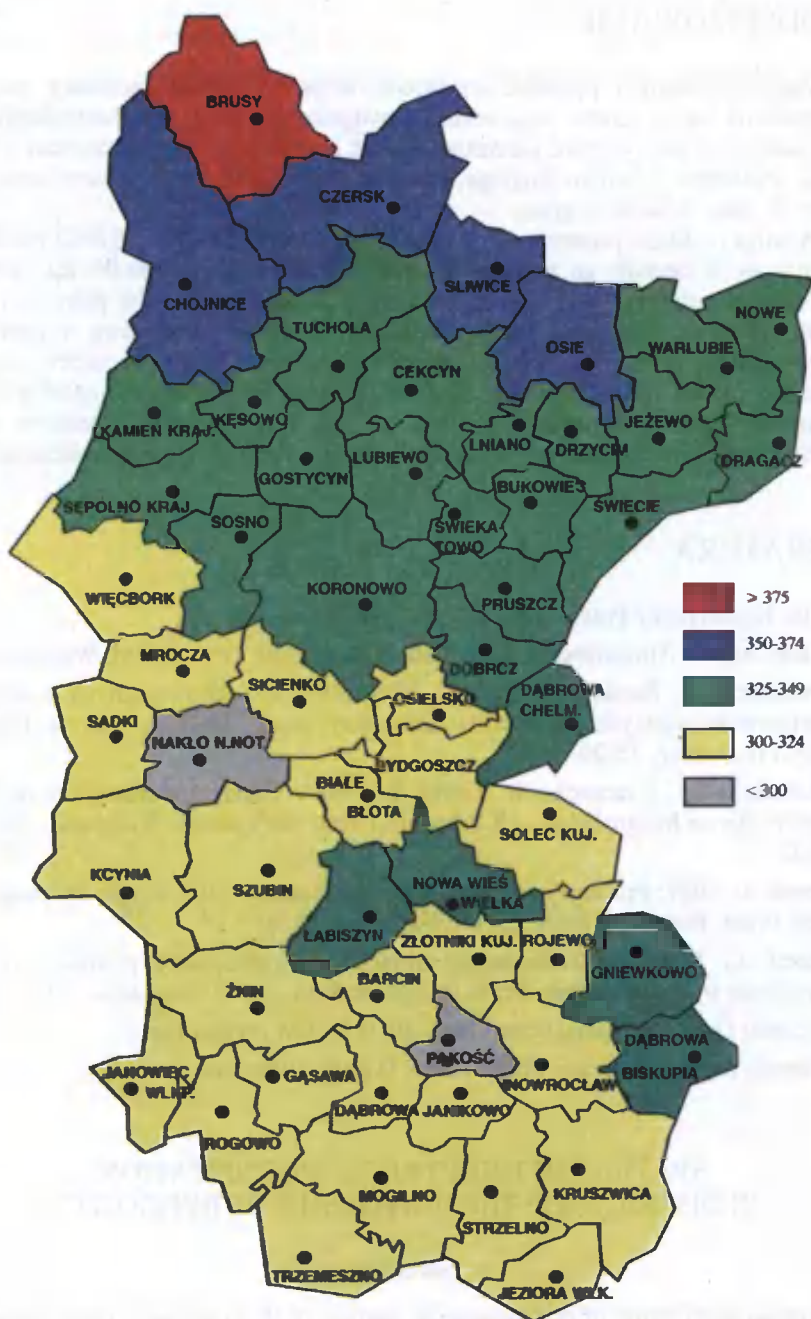 BRUSY
CZERSK
CHOJNICE
SLIWICE
TUCHOLA
NOWE
OSIE
WARLUBIE
CEKCYN
KAMIEN KRAJ.
KĘSOWO
LNIANO
DRZYCIM
JEŻEWO
GOSTYCYN
LUBIEWO
DRAGACZ
BUKOWIEC
SEPOLNO KRAJ
SOSNO
ŚWIEKA
TOWO
ŚWIECIE
WIĘCBORK
KORONOWO
PRUSZCZ
> 375
350-374
325-349
300-324
< 300
MROCZA
DOBRCZ
SICIENKO
OSIELSKO
DĄBROWA
CHELM.
SADKI
NAKŁO N.NOT.
BYDGOSZCZ
BIAŁE
BŁOTA
SOLEC KUJ.
KCYNIA
SZUBIN
NOWA WIEŚ
WIELKA
ŁABISZYN
ZŁOTNIKI KUJ.
ROJEWO
GNIEWKOWO
BARCIN
ŻNIN
PAKOŚĆ
DĄBROWA
BISKUPIA
JANOWIEC
WLKP.
GĄSAWA
INOWROCŁAW
DĄBROWA
JANIKOWO
ROGOWO
MOGILNO
STRZELNO
KRUSZWICA
TRZEMESZNO
JEZIORA WLK.